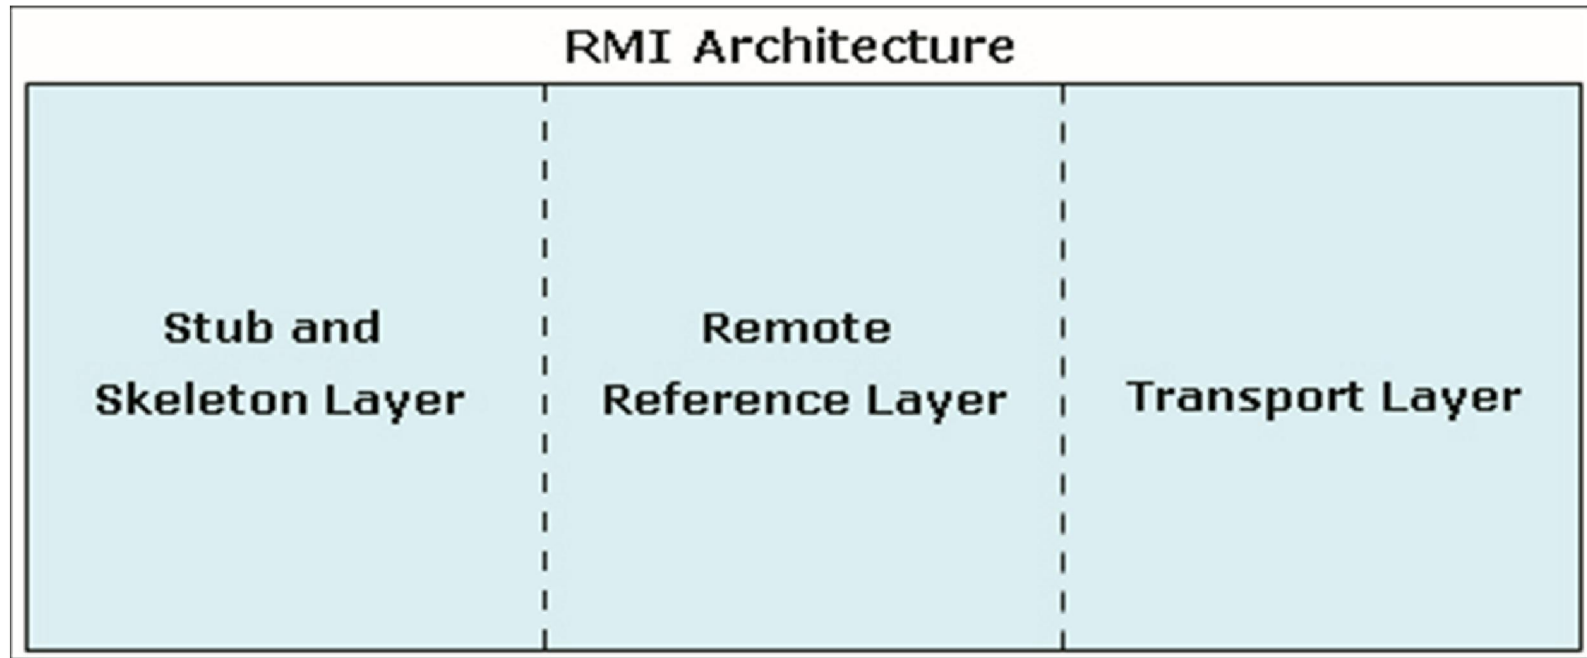 RMI Architecture
Stub and
Skeleton Layer
Remote
Reference Layer
Transport Layer